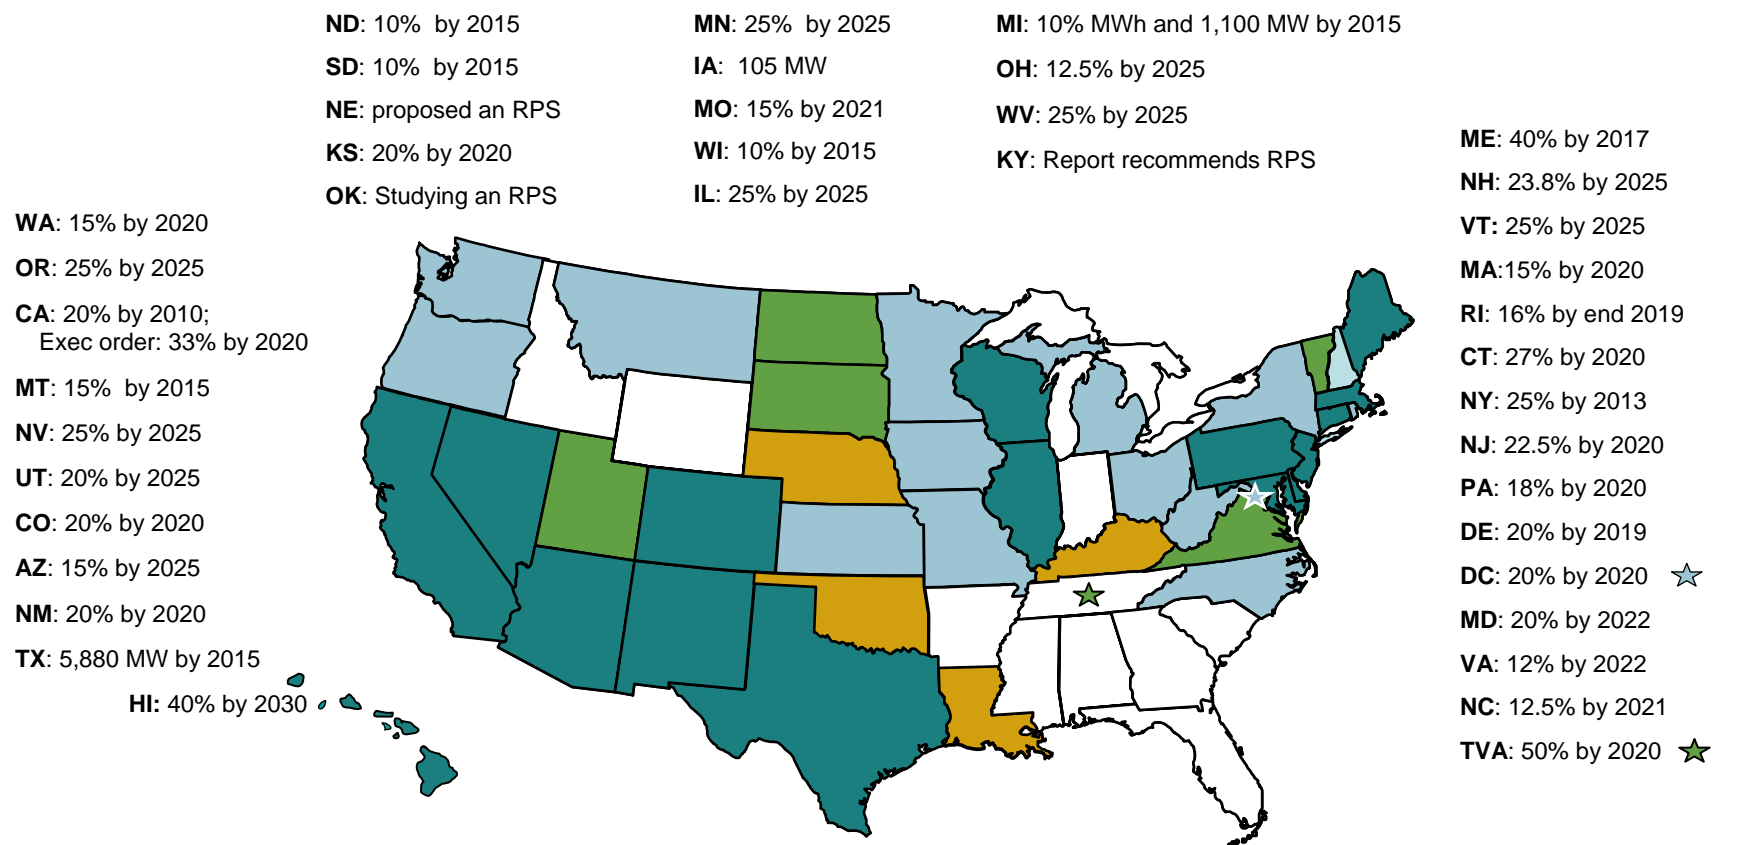 ND: 10%  by 2015
SD: 10%  by 2015
NE: proposed an RPS
KS: 20% by 2020
OK: Studying an RPS
MN: 25%  by 2025
IA:  105 MW
MO: 15% by 2021
WI: 10% by 2015
IL: 25% by 2025
MI: 10% MWh and 1,100 MW by 2015
OH: 12.5% by 2025
WV: 25% by 2025
KY: Report recommends RPS
WA: 15% by 2020
OR: 25% by 2025
CA: 20% by 2010;
Exec order: 33% by 2020
MT: 15%  by 2015
NV: 25% by 2025
UT: 20% by 2025
CO: 20% by 2020
AZ: 15% by 2025
NM: 20% by 2020
TX: 5,880 MW by 2015
HI: 40% by 2030
ME: 40% by 2017
NH: 23.8% by 2025
VT: 25% by 2025
MA:15% by 2020
RI: 16% by end 2019
CT: 27% by 2020
NY: 25% by 2013
NJ: 22.5% by 2020
PA: 18% by 2020
DE: 20% by 2019
DC: 20% by 2020
MD: 20% by 2022
VA: 12% by 2022
NC: 12.5% by 2021
TVA: 50% by 2020